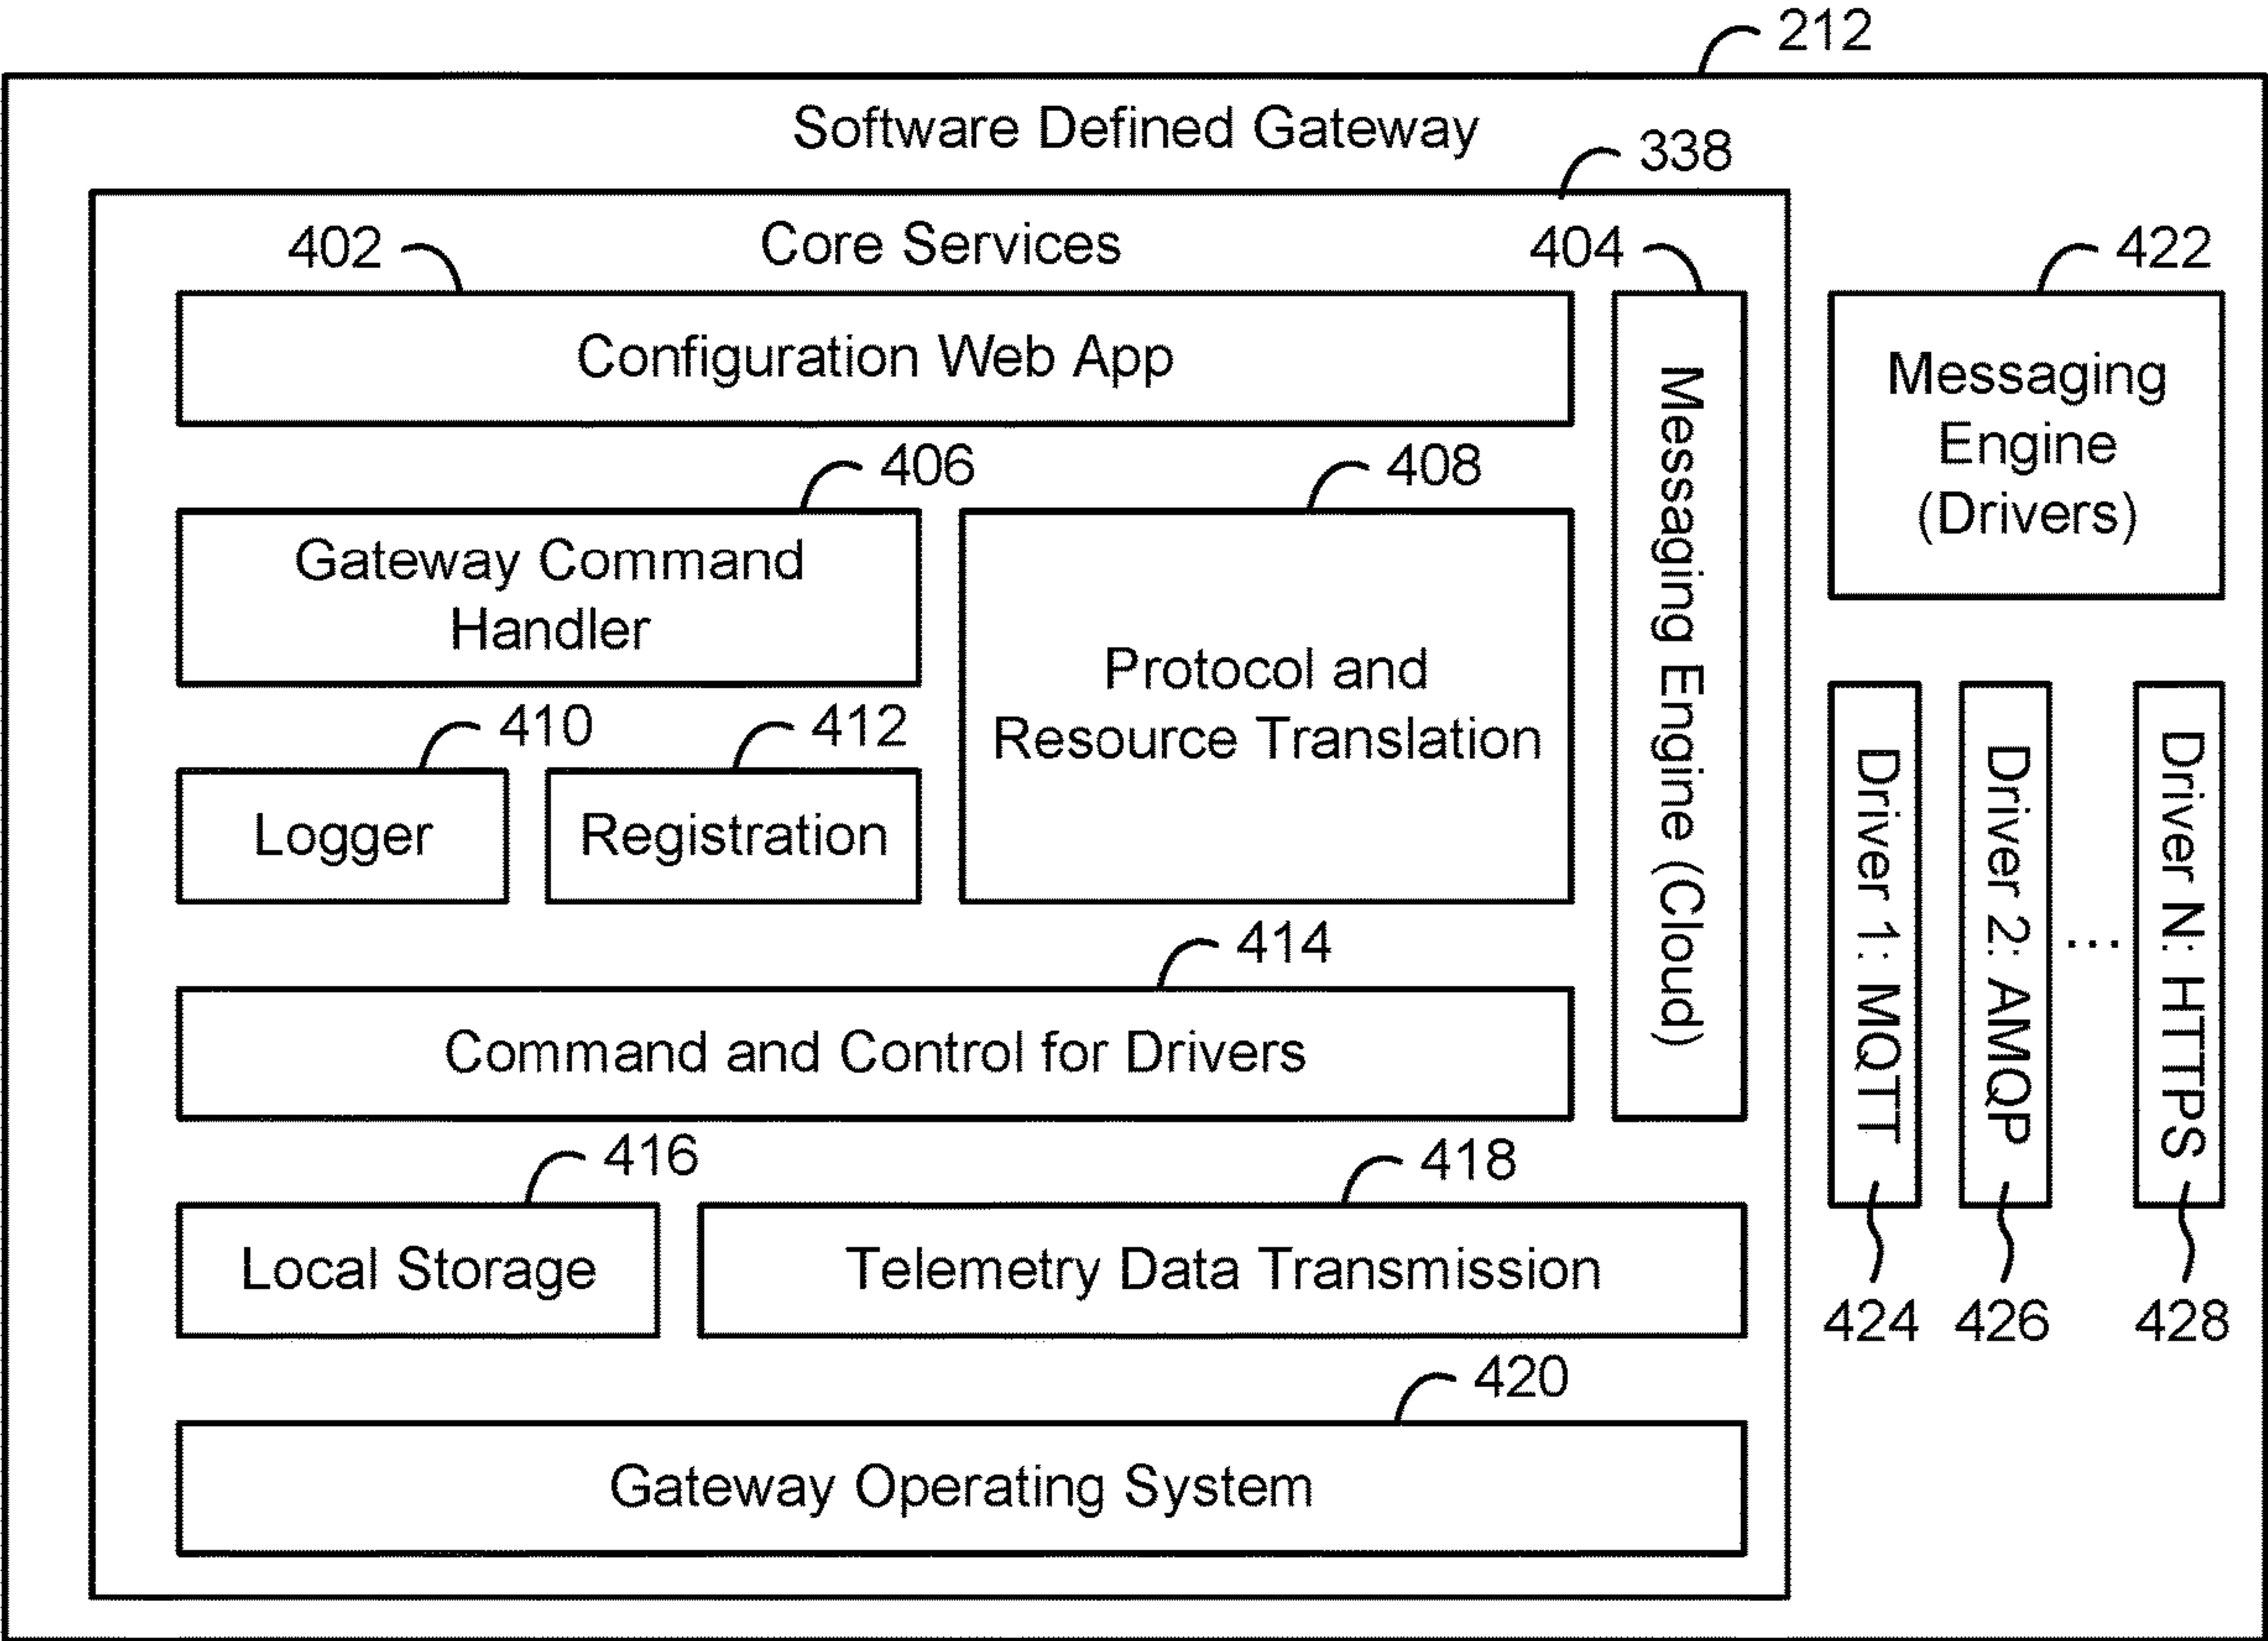 212
Software Defined Gateway
338
Core Services
402
404
422
Configuration Web App
Messaging Engine (Cloud)
Messaging
Engine
(Drivers)
406
408
Gateway Command
Handler
Protocol and
Resource Translation
410
412
Logger
Registration
Driver 1: MQTT
Driver 2: AMQP
...
Driver N: HTTPS
414
Command and Control for Drivers
416
418
Local Storage
Telemetry Data Transmission
424
426
428
420
Gateway Operating System